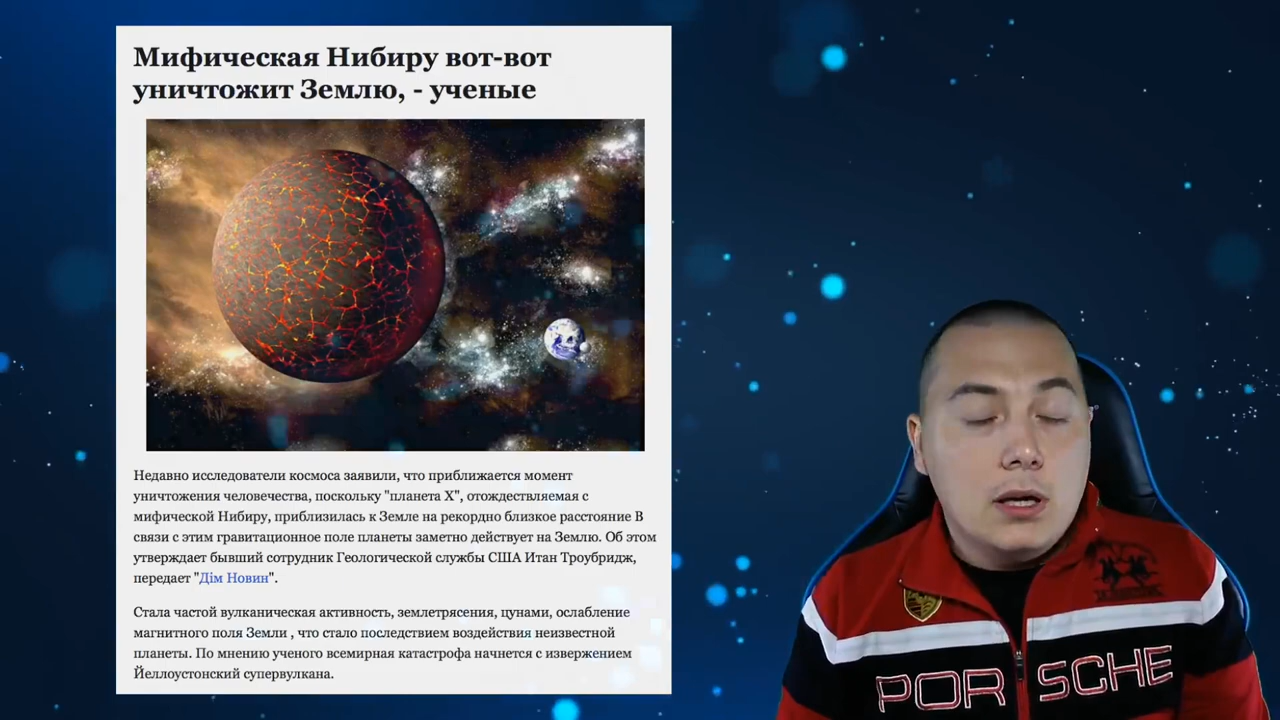 Мифическая Нибиру вот-вот
уничтожит Землю, - ученые
Недавно исследователи космоса заявили, что приближается момент
уничтожения человечества, поскольку "планета X", отождествляемая с
мифической Нибиру, приблизилась к Земле на рекордно близкое расстояние В
связи с этим гравитационное поле планеты заметно действует на Землю. Об этом
утверждает бывший сотрудник Геологической службы США Итан Троубридж,
передает "Дім Новин".
Стала частой вулканическая активность, землетрясения, цунами, ослабление
магнитного поля Земли , что стало последствием воздействия неизвестной
планеты. По мнению ученого всемирная катастрофа начнется с извержением
Йеллоустонский супервулкана.
PORSCHE